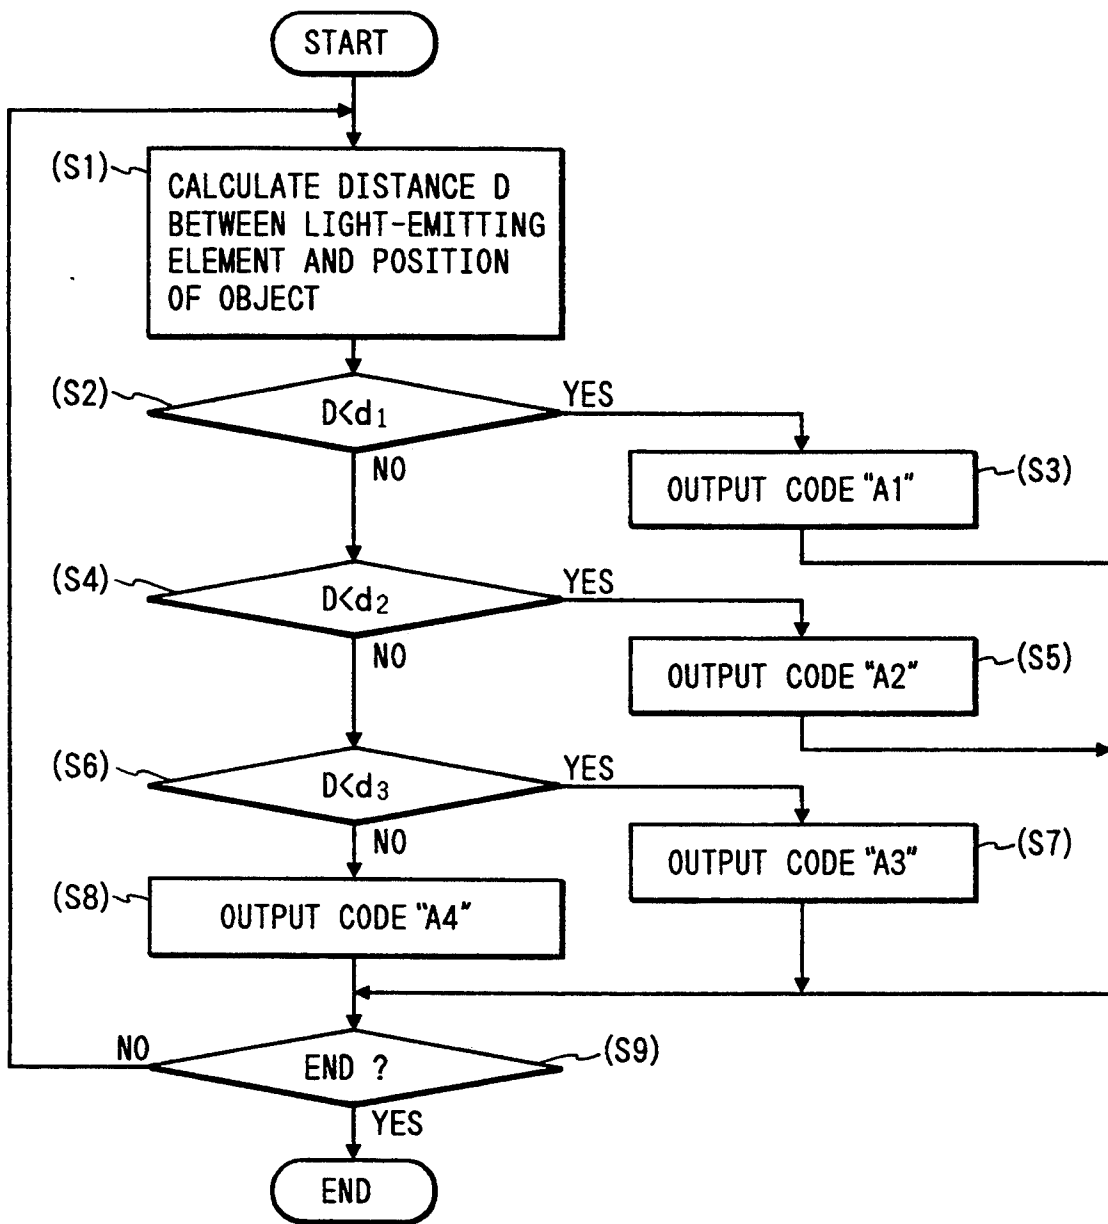 START
(S1)
CALCULATE DISTANCE D
BETWEEN LIGHT-EMITTING
ELEMENT AND POSITION
OF OBJECT
(S2)
D<d1
YES
NO
OUTPUT CODE "A1"
(S3)
(S4)
D<d2
YES
NO
OUTPUT CODE "A2"
(S5)
(S6)
D<d3
YES
NO
OUTPUT CODE "A3"
(S7)
(S8)
OUTPUT CODE "A4"
NO
END ?
(S9)
YES
END